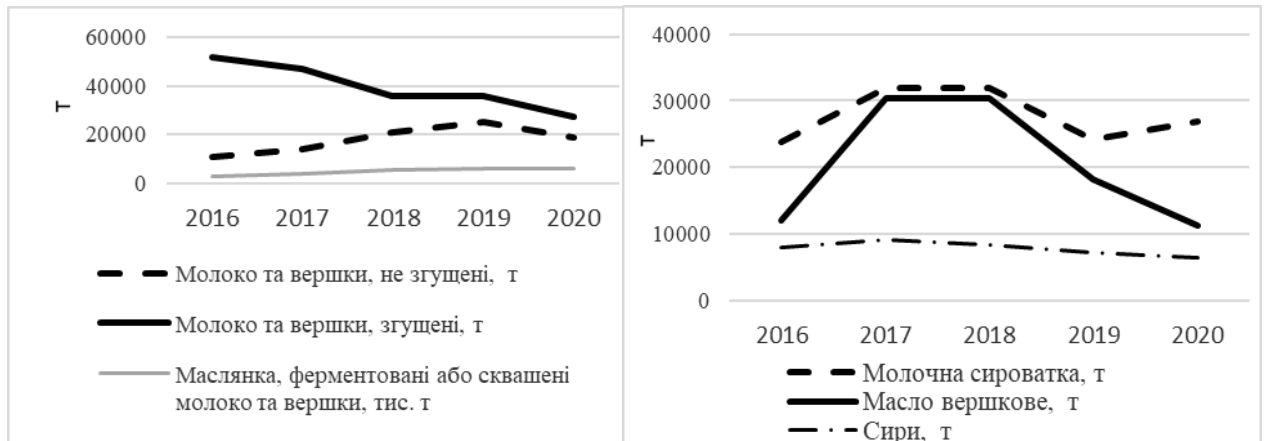 60000
40000
20000
0
т
2016 2017 2018 2019 2020
Молоко та вершки, не згущені, т
Молоко та вершки, згущені, т
Маслянка, ферментовані або сквашені
молоко та вершки, тис. т
40000
30000
20000
10000
0
т
2016 2017 2018 2019 2020
Молочна сироватка, т
Масло вершкове, т
Сири, т